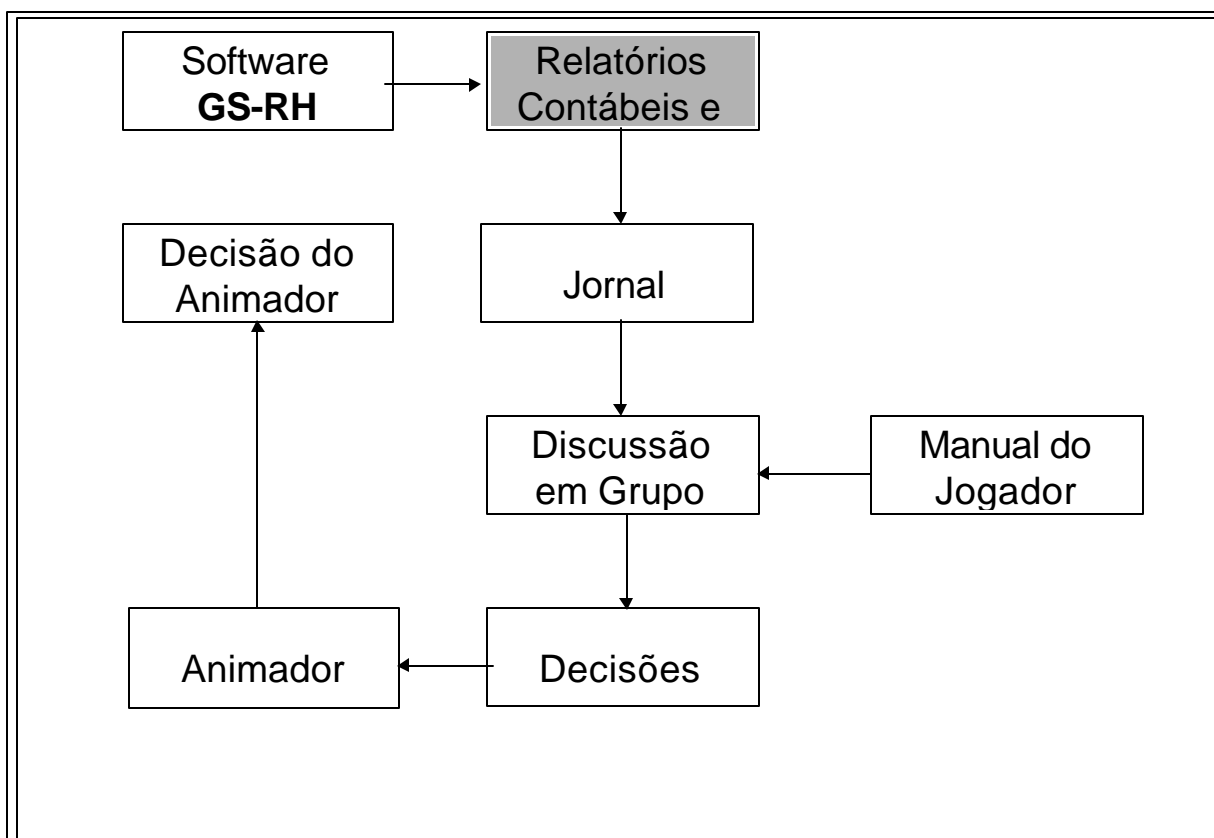 Software
GS-RH
Relatórios
Contábeis e
Decisão do
Animador
Jornal
Discussão
em Grupo
Manual do
Jogador
Animador
Decisões